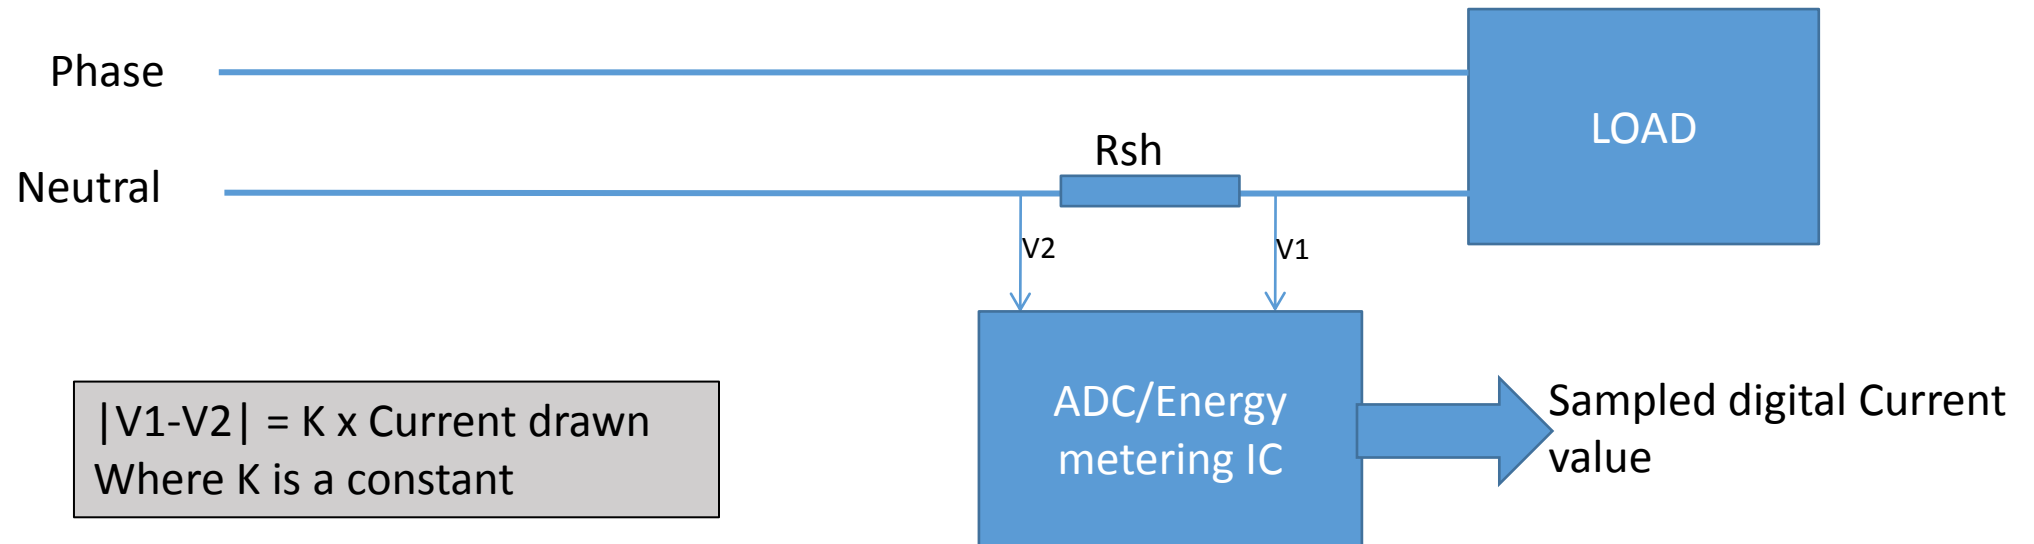 Phase
LOAD
Rsh
Neutral
V2
V1
ADC/Energy
metering IC
Sampled digital Current
value
|V1-V2| = K x Current drawn
Where K is a constant